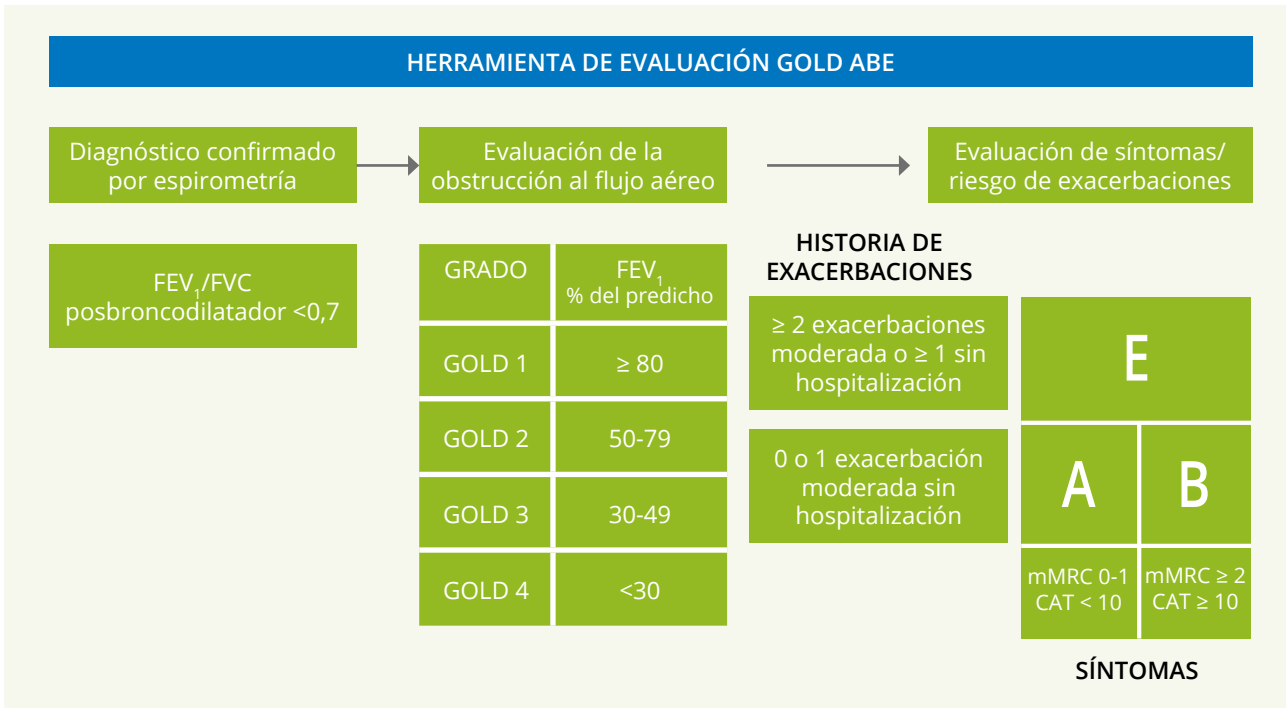 HERRAMIENTA DE EVALUACIÓN GOLD ABE
Diagnóstico confirmado
por espirometría
Evaluación de la
obstrucción al flujo aéreo
Evaluación de síntomas/
riesgo de exacerbaciones
FEV₁/FVC
posbroncodilatador <0,7
GRADO
FEV₁
% del predicho
GOLD 1
≥ 80
GOLD 2
50-79
GOLD 3
30-49
GOLD 4
<30
HISTORIA DE
EXACERBACIONES
≥ 2 exacerbaciones
moderada o ≥ 1 sin
hospitalización
0 o 1 exacerbación
moderada sin
hospitalización
E
A
B
mMRC 0-1
CAT < 10
mMRC ≥ 2
CAT ≥ 10
SÍNTOMAS